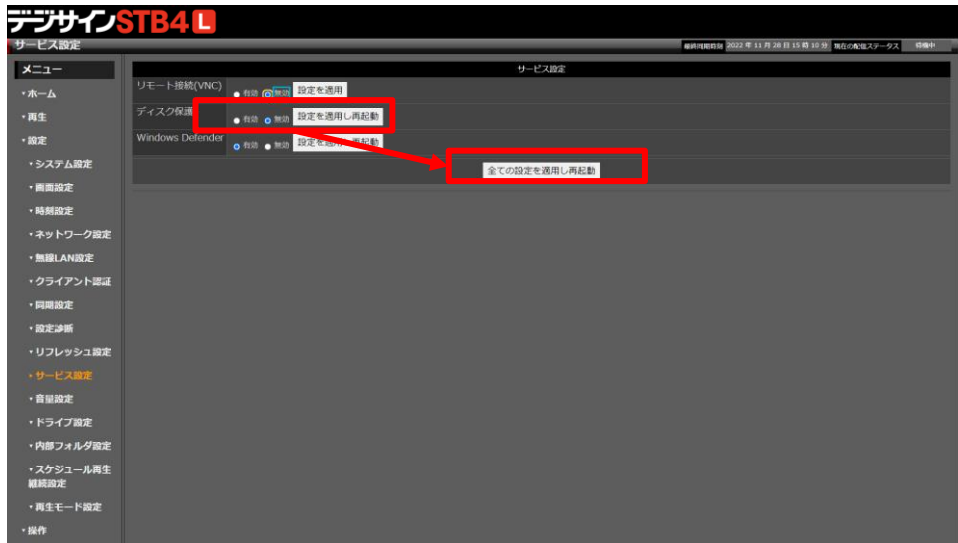 デジサインSTB4 L
サービス設定
最終同期時刻 2022 年 11 月 28 日 15 時 10 分 現在の配信ステータス 待機中
メニュー
・ホーム
・再生
・設定
・システム設定
・画面設定
・時刻設定
・ネットワーク設定
・無線LAN設定
・クライアント認証
・同期設定
・設定診断
・リフレッシュ設定
・サービス設定
・音量設定
・ドライブ設定
・内部フォルダ設定
・スケジュール再生
継続設定
・再生モード設定
・操作
サービス設定
リモート接続(VNC) 有効 無効 設定を適用
ディスク保護 有効 無効 設定を適用し再起動
Windows Defender 有効 無効 設定を適用し再起動
全ての設定を適用し再起動